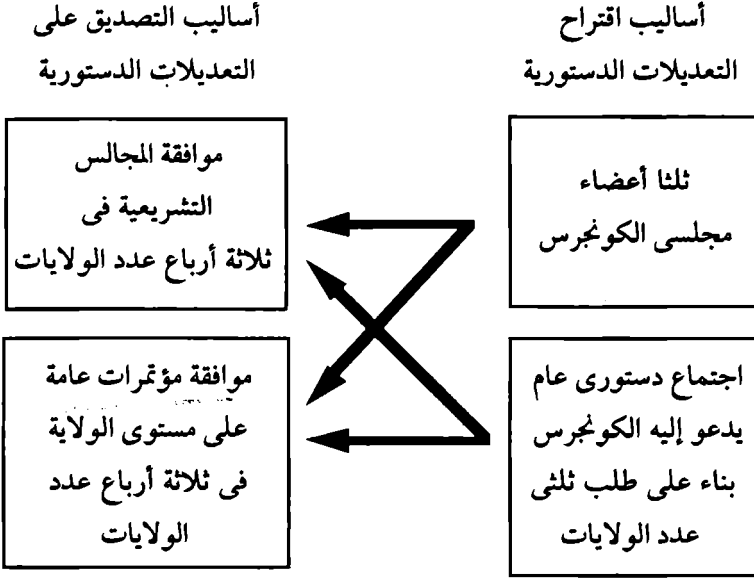 أساليب اقتراح
التعديلات الدستورية
ثلثا أعضاء
مجلسى الكونجرس
اجتماع دستورى عام
يدعو إليه الكونجرس
بناء على طلب ثلثى
عدد الولايات
أساليب التصديق على
التعديلات الدستورية
موافقة المجالس
التشريعية فى
ثلاثة أرباع عدد الولايات
موافقة مؤتمرات عامة
على مستوى الولاية
فى ثلاثة أرباع عدد
الولايات